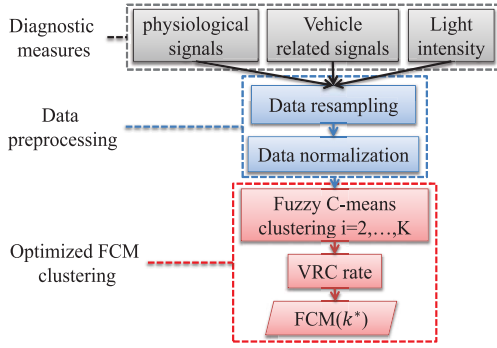 Diagnostic
measures
physiological
signals
Vehicle
related signals
Light
intensity
Data
preprocessing
Data resampling
Data normalization
Optimized FCM
clustering
Fuzzy C-means
clustering i=2,…,K
VRC rate
FCM(k*)